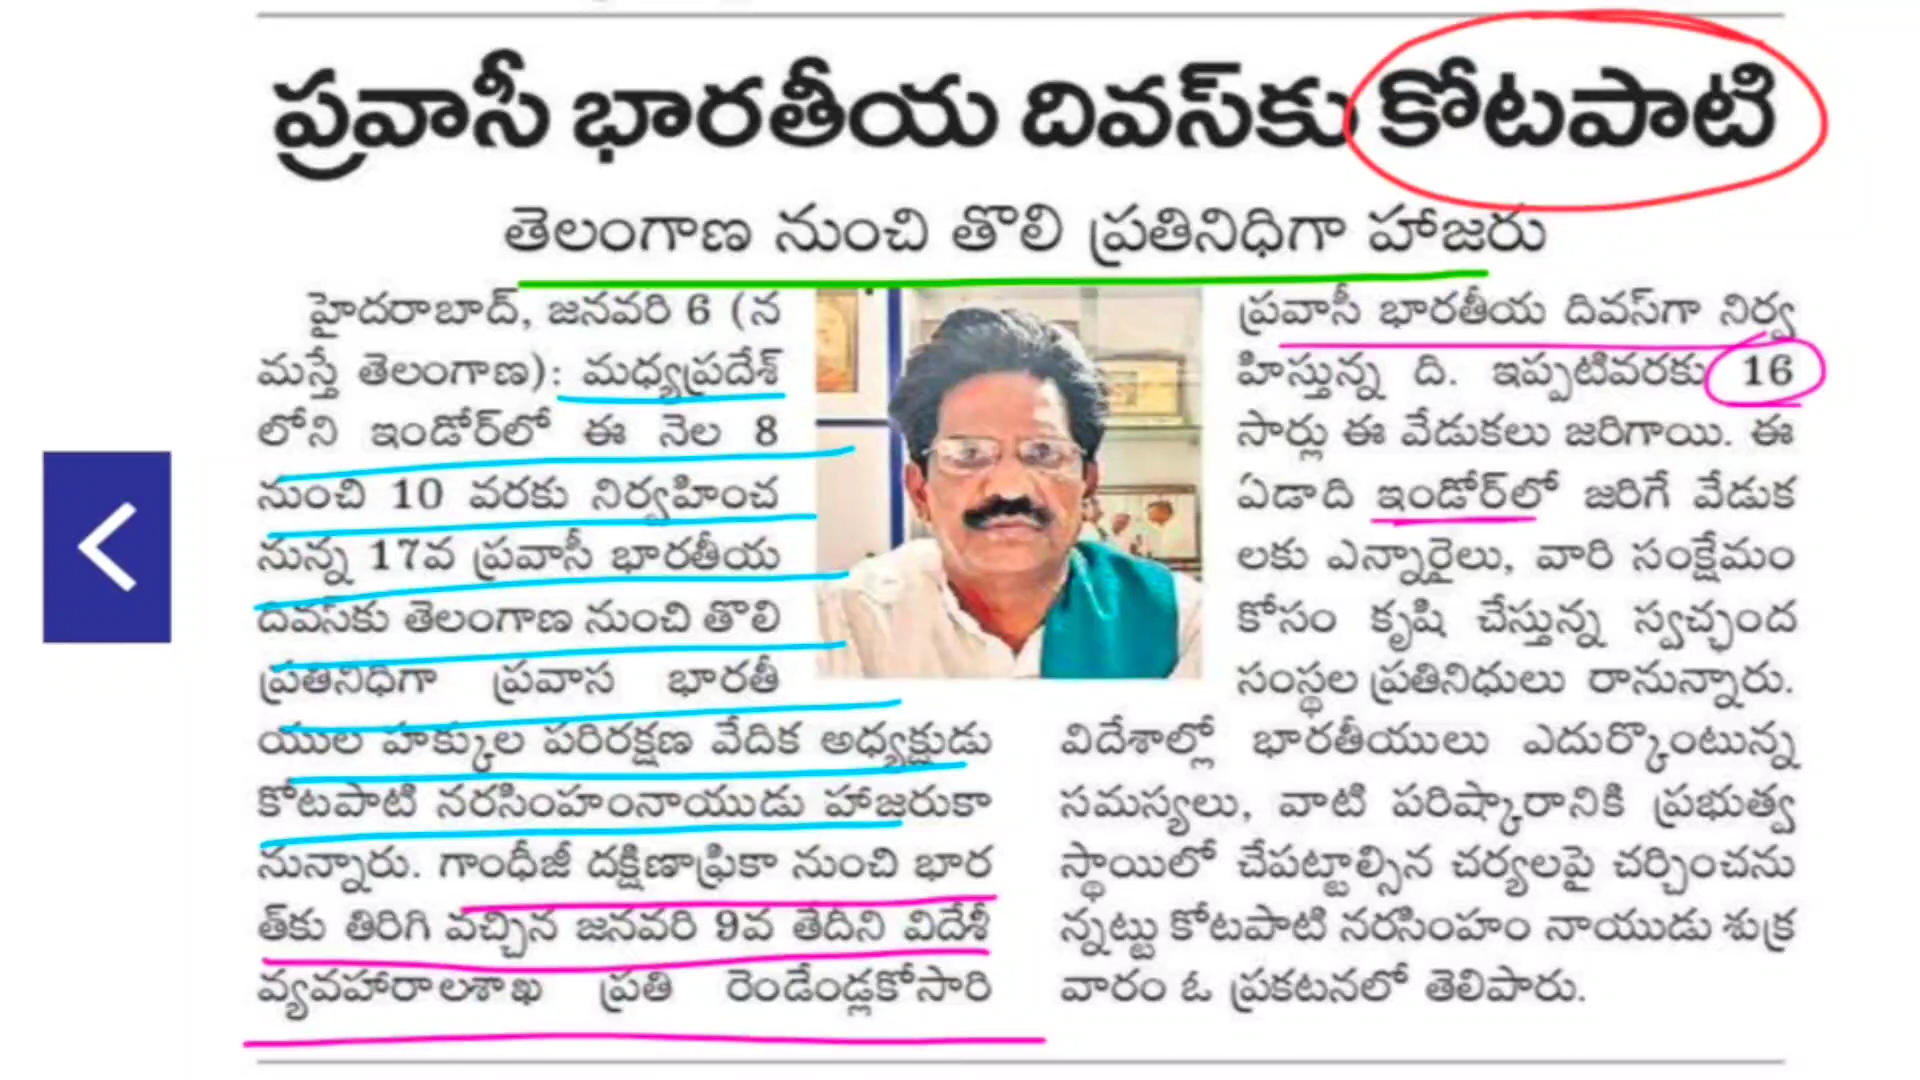 ప్రవాసీ భారతీయ దివస్‌కు కోటపాటి
తెలంగాణ నుంచి తొలి ప్రతినిధిగా హాజరు
హైదరాబాద్, జనవరి 6 (న
మస్తే తెలంగాణ): మధ్యప్రదేశ్
లోని ఇండోర్‌లో ఈ నెల 8
నుంచి 10 వరకు నిర్వహించ
నున్న 17వ ప్రవాసీ భారతీయ
దివస్‌కు తెలంగాణ నుంచి తొలి
ప్రతినిధిగా ప్రవాస భారతీ
యుల హక్కుల పరిరక్షణ వేదిక అధ్యక్షుడు
కోటపాటి నరసింహంనాయుడు హాజరుకా
నున్నారు. గాంధీజీ దక్షిణాఫ్రికా నుంచి భార
త్‌కు తిరిగి వచ్చిన జనవరి 9వ తేదీని విదేశీ
వ్యవహారాలశాఖ ప్రతి రెండేండ్లకోసారి
ప్రవాసీ భారతీయ దివస్‌గా నిర్వ
హిస్తున్న ది. ఇప్పటివరకు 16
సార్లు ఈ వేడుకలు జరిగాయి. ఈ
ఏడాది ఇండోర్‌లో జరిగే వేడుక
లకు ఎన్నారైలు, వారి సంక్షేమం
కోసం కృషి చేస్తున్న స్వచ్ఛంద
సంస్థల ప్రతినిధులు రానున్నారు.
విదేశాల్లో భారతీయులు ఎదుర్కొంటున్న
సమస్యలు, వాటి పరిష్కారానికి ప్రభుత్వ
స్థాయిలో చేపట్టాల్సిన చర్యలపై చర్చించను
న్నట్టు కోటపాటి నరసింహం నాయుడు శుక్ర
వారం ఓ ప్రకటనలో తెలిపారు.